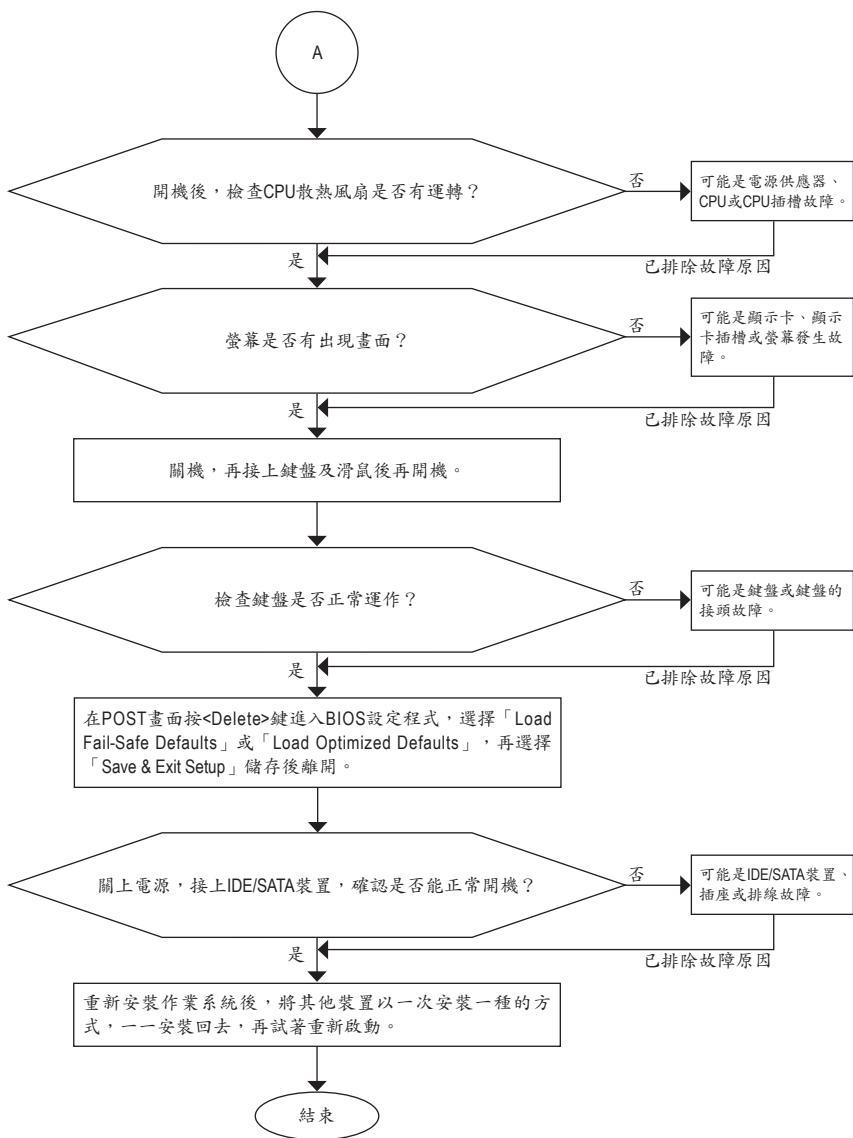 A
開機後，檢查CPU散熱風扇是否有運轉？
否
可能是電源供應器、
CPU或CPU插槽故障。
是
已排除故障原因
螢幕是否有出現畫面？
否
可能是顯示卡、顯示
卡插槽或螢幕發生故
障。
是
已排除故障原因
關機，再接上鍵盤及滑鼠後再開機。
檢查鍵盤是否正常運作？
否
可能是鍵盤或鍵盤的
接頭故障。
是
已排除故障原因
在POST畫面按<Delete>鍵進入BIOS設定程式，選擇「Load
Fail-Safe Defaults」或「Load Optimized Defaults」，再選擇
「Save & Exit Setup」儲存後離開。
關上電源，接上IDE/SATA裝置，確認是否能正常開機？
否
可能是IDE/SATA裝置、
插座或排線故障。
是
已排除故障原因
重新安裝作業系統後，將其他裝置以一次安裝一種的方
式，一一安裝回去，再試著重新啟動。
結束